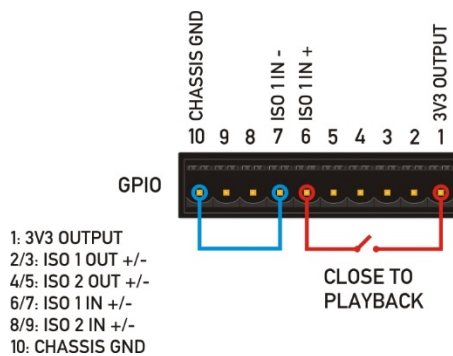 CHASSIS GND
ISO 1 IN -
ISO 1 IN +
3V3 OUTPUT
10 9 8 7 6 5 4 3 2 1
GPIO
1: 3V3 OUTPUT
2/3: ISO 1 OUT +/-
4/5: ISO 2 OUT +/-
6/7: ISO 1 IN +/-
8/9: ISO 2 IN +/-
10: CHASSIS GND
CLOSE TO
PLAYBACK